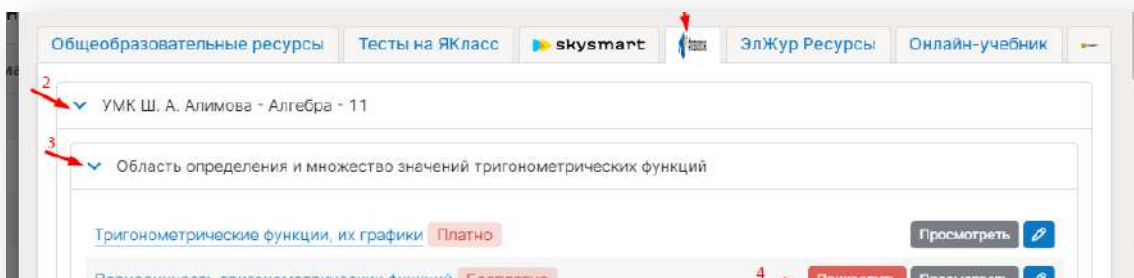 Общеобразовательные ресурсы Тесты на ЯКласс skysmart ЭлЖур Ресурсы Онлайн-учебник
2
УМК Ш. А. Алимова - Алгебра - 11
3
Область определения и множество значений тригонометрических функций
Тригонометрические функции, их графики Платно Просмотреть
4